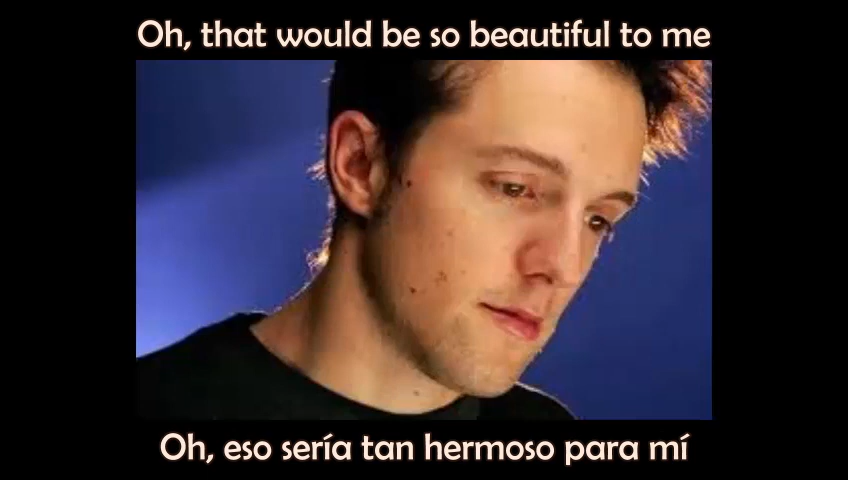 Oh, that would be so beautiful to me
Oh, eso sería tan hermoso para mí